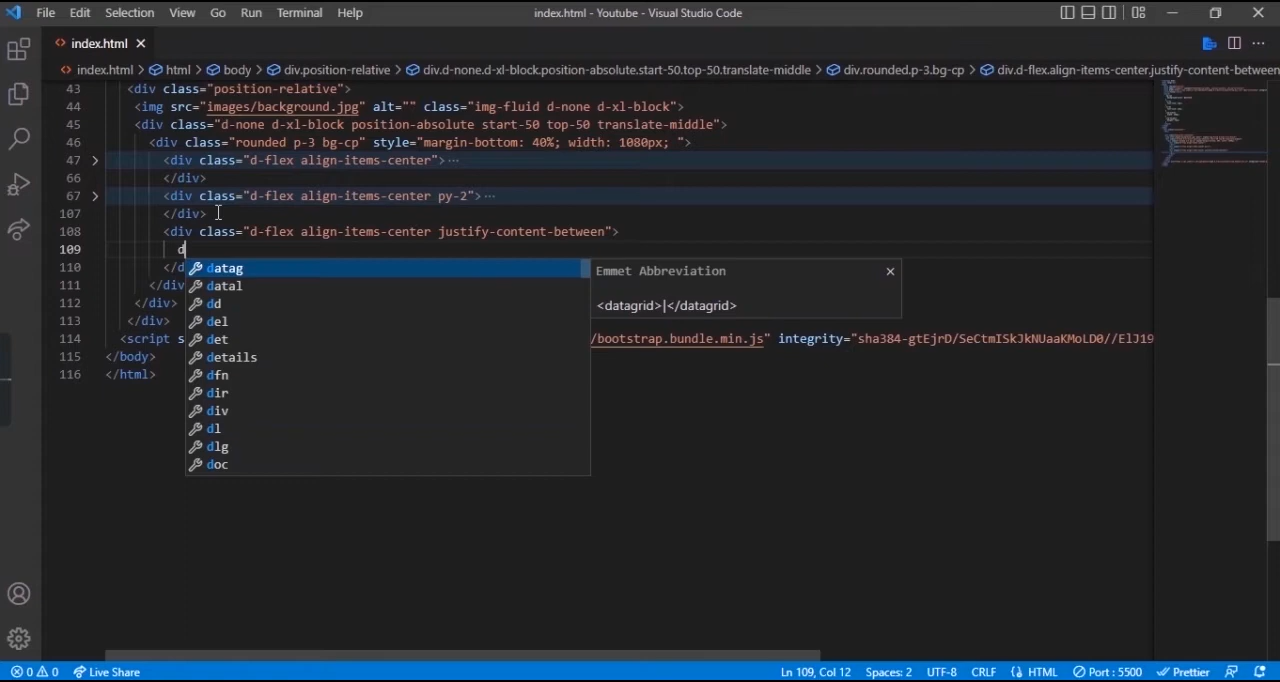 File Edit Selection View Go Run Terminal Help index.html - Youtube - Visual Studio Code
index.html
index.html > html > body > div.position-relative > div.d-none.d-xl-block.position-absolute.start-50.top-50.translate-middle > div.rounded.p-3.bg-cp > div.d-flex.align-items-center.justify-content-between
43 <div class="position-relative">
44 <img src="images/background.jpg" alt="" class="img-fluid d-none d-xl-block">
45 <div class="d-none d-xl-block position-absolute start-50 top-50 translate-middle">
46 <div class="rounded p-3 bg-cp" style="margin-bottom: 40%; width: 1080px; ">
47 <div class="d-flex align-items-center"> ...
66 </div>
67 <div class="d-flex align-items-center py-2"> ...
107 </div>
108 <div class="d-flex align-items-center justify-content-between">
109 d
110 </d
111 </div>
112 </div>
113 </div>
114 <script s /bootstrap.bundle.min.js" integrity="sha384-gtEjrD/SeCtmISkJkNUaaKMoLD0//ElJ19
115 </body>
116 </html>
datag
datal
dd
del
det
details
dfn
dir
div
dl
dlg
doc
Emmet Abbreviation
<datagrid>|</datagrid>
0 0 Live Share Ln 109, Col 12 Spaces: 2 UTF-8 CRLF HTML Port : 5500 Prettier